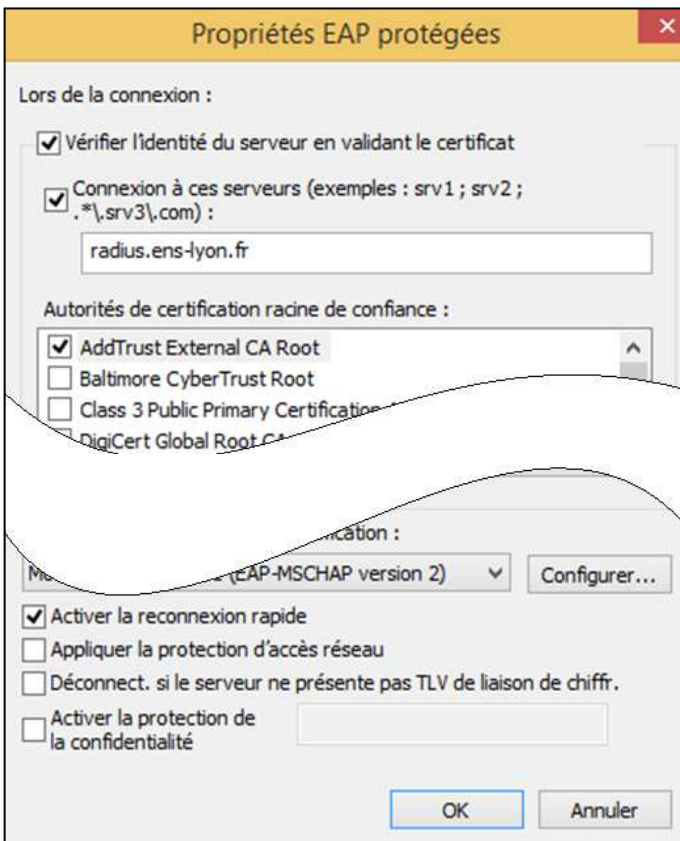 Propriétés EAP protégées
Lors de la connexion :
Vérifier l'identité du serveur en validant le certificat
Connexion à ces serveurs (exemples : srv1 ; srv2 ;
.*\.srv3\.com) :
radius.ens-lyon.fr
Autorités de certification racine de confiance :
AddTrust External CA Root
Baltimore CyberTrust Root
Class 3 Public Primary
DigiCert Global Root CA
(EAP-MSCHAP version 2)
Configurer...
Activer la reconnexion rapide
Appliquer la protection d'accès réseau
Déconnect. si le serveur ne présente pas TLV de liaison de chiffr.
Activer la protection de
la confidentialité
OK
Annuler